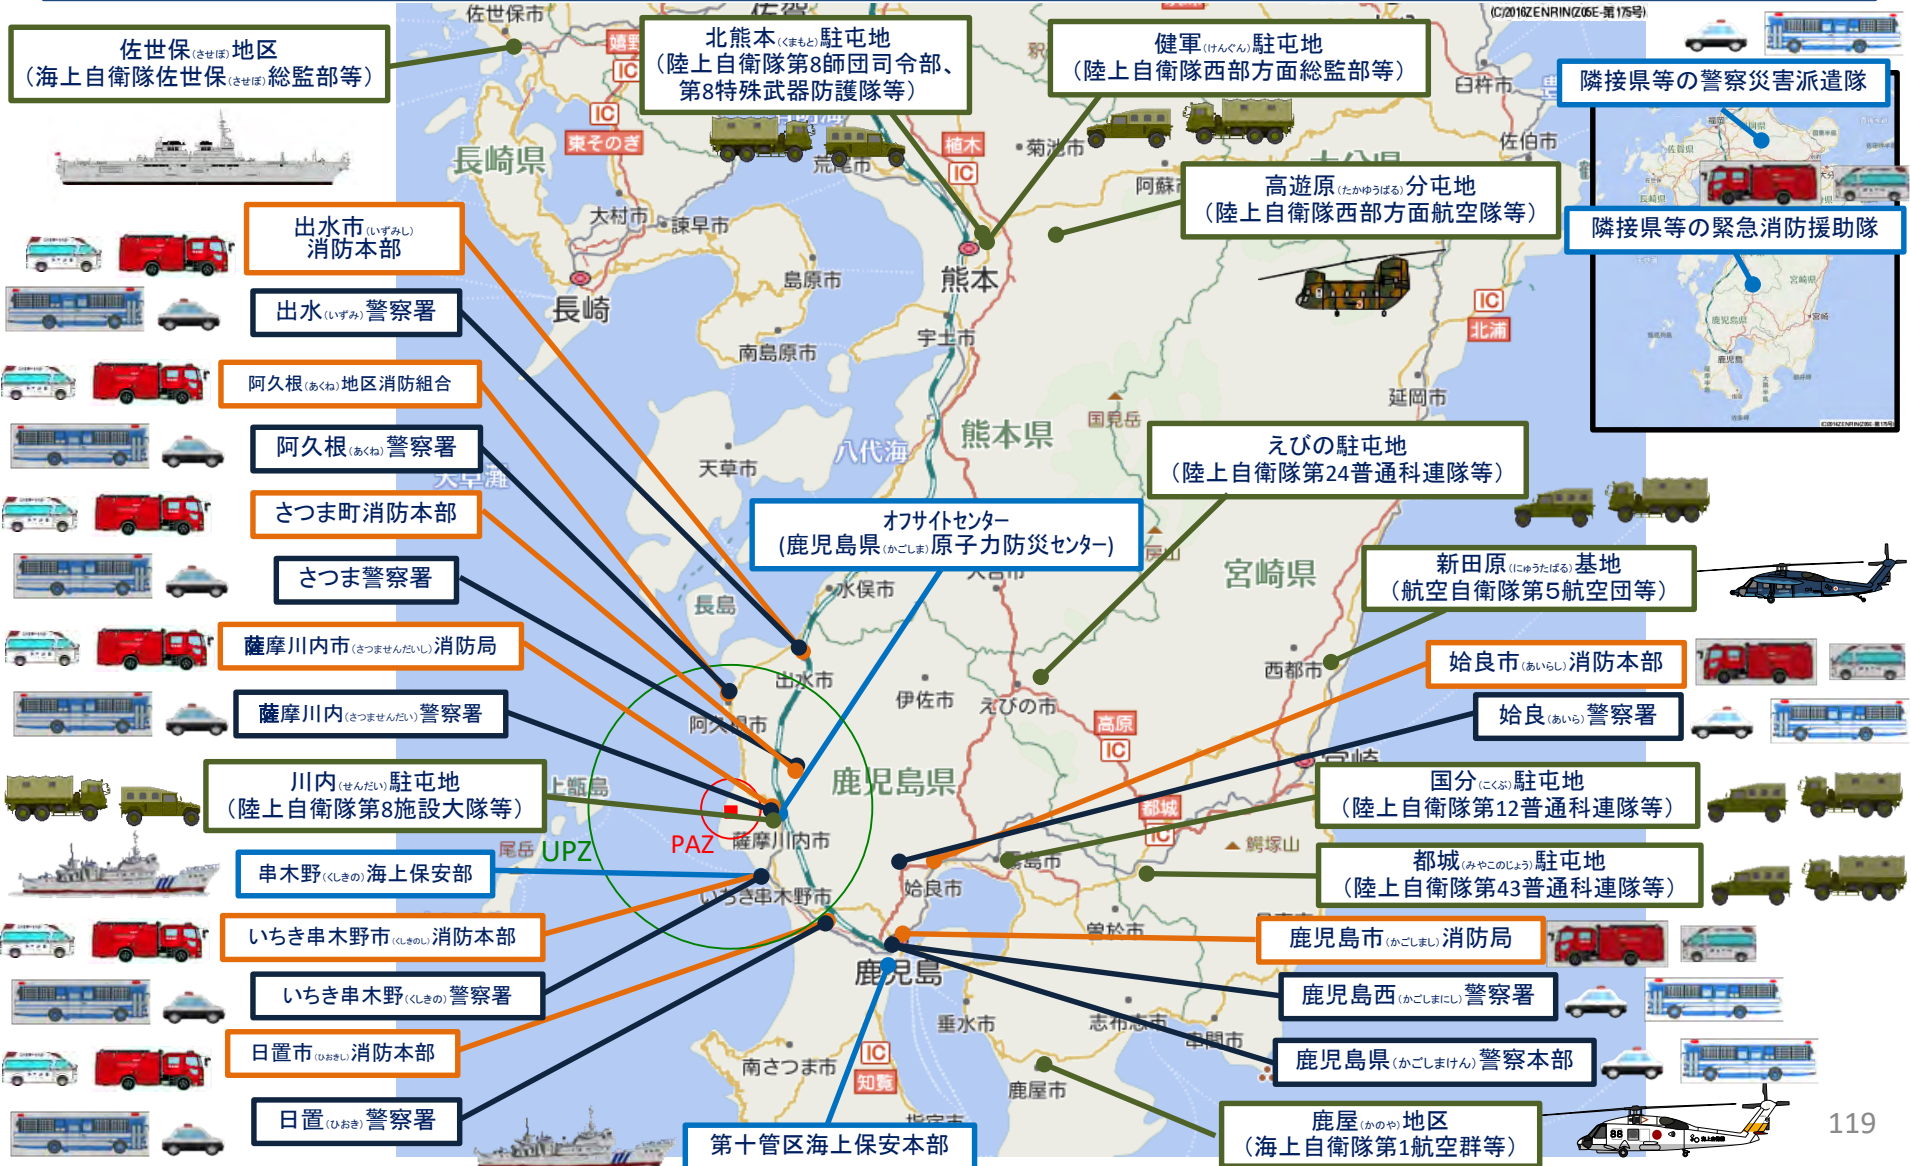 (C)2016ZENRIN(Z05E-第175号)
佐世保(させぼ)地区
(海上自衛隊佐世保(させぼ)総監部等)
北熊本(くまもと)駐屯地
(陸上自衛隊第8師団司令部、
第8特殊武器防護隊等)
健軍(けんぐん)駐屯地
(陸上自衛隊西部方面総監部等)
隣接県等の警察災害派遣隊
隣接県等の緊急消防援助隊
高遊原(たかゆうばる)分屯地
(陸上自衛隊西部方面航空隊等)
出水市(いずみし)
消防本部
出水(いずみ)警察署
阿久根(あくね)地区消防組合
阿久根(あくね)警察署
さつま町消防本部
さつま警察署
薩摩川内市(さつませんだいし)消防局
薩摩川内(さつませんだい)警察署
川内(せんだい)駐屯地
(陸上自衛隊第8施設大隊等)
串木野(くしきの)海上保安部
いちき串木野市(くしきのし)消防本部
いちき串木野(くしきの)警察署
日置市(ひおきし)消防本部
日置(ひおき)警察署
オフサイトセンター
(鹿児島県(かごしま)原子力防災センター)
えびの駐屯地
(陸上自衛隊第24普通科連隊等)
新田原(にゅうたばる)基地
(航空自衛隊第5航空団等)
姶良市(あいらし)消防本部
姶良(あいら)警察署
国分(こくぶ)駐屯地
(陸上自衛隊第12普通科連隊等)
都城(みやこのじょう)駐屯地
(陸上自衛隊第43普通科連隊等)
鹿児島市(かごしまし)消防局
鹿児島西(かごしまにし)警察署
鹿児島県(かごしまけん)警察本部
鹿屋(かのや)地区
(海上自衛隊第1航空群等)
第十管区海上保安本部
UPZ
PAZ
佐世保市
IC
東そのぎ
IC
長崎県
大村市
諫早市
島原市
長崎
南島原市
荒尾市
植木
IC
菊池市
熊本
宇土市
臼杵市
佐伯市
IC
北浦
延岡市
国見岳
熊本県
八代海
天草市
天草灘
長島
水俣市
宮崎県
西都市
出水市
伊佐市
えびの市
阿久根市
高原
IC
鹿児島県
上甑島
尾岳
薩摩川内市
いちき串木野市
姶良市
霧島市
都城
IC
鰐塚山
曽於市
鹿児島
垂水市
志布志市
串間市
南さつま市
IC
知覧
鹿屋市
88
119